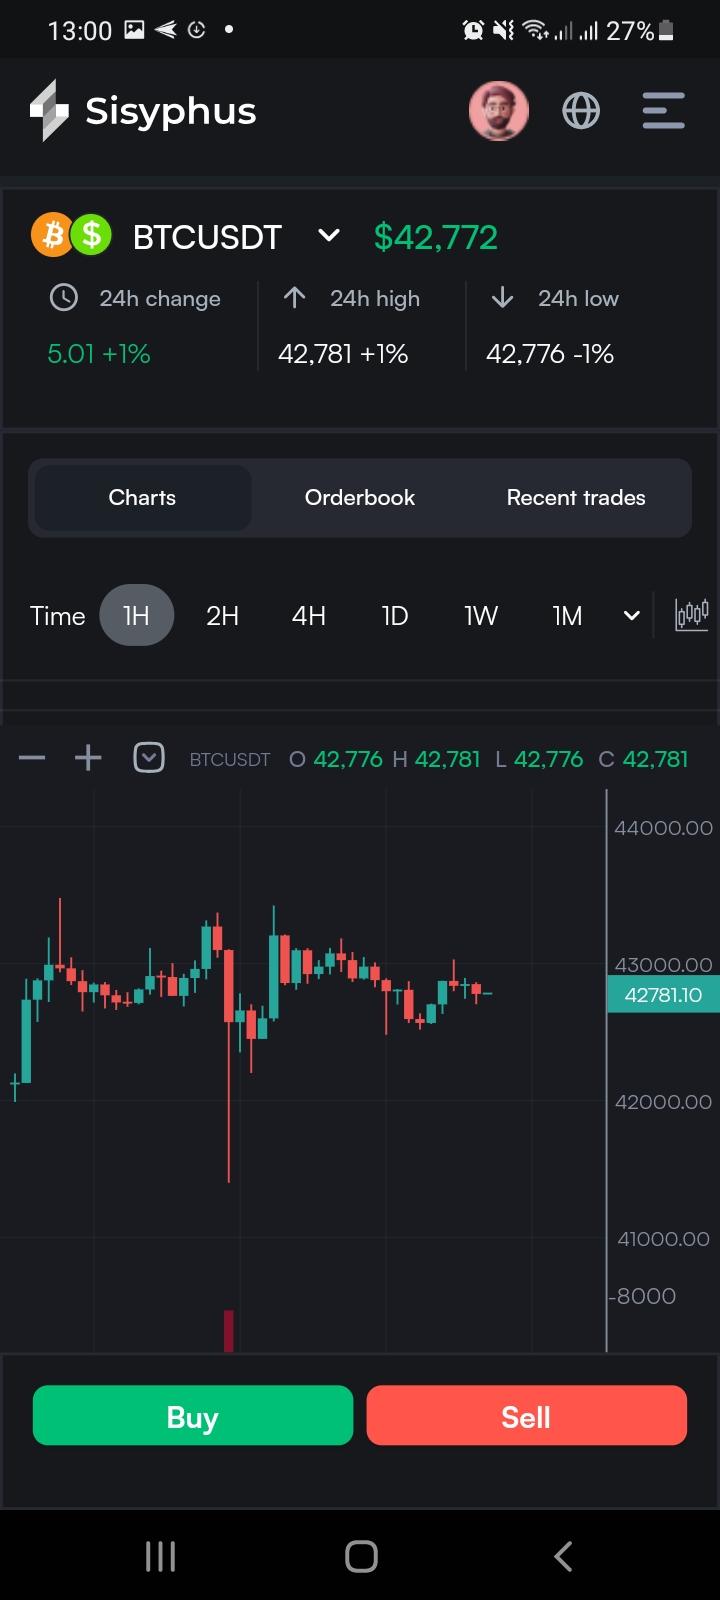 13:00 27%
Sisyphus
BTCUSDT $42,772
24h change 24h high 24h low
5.01 +1% 42,781 +1% 42,776 -1%
Charts Orderbook Recent trades
Time 1H 2H 4H 1D 1W 1M
BTCUSDT O 42,776 H 42,781 L 42,776 C 42,781
44000.00
43000.00
42781.10
42000.00
41000.00
-8000
Buy Sell